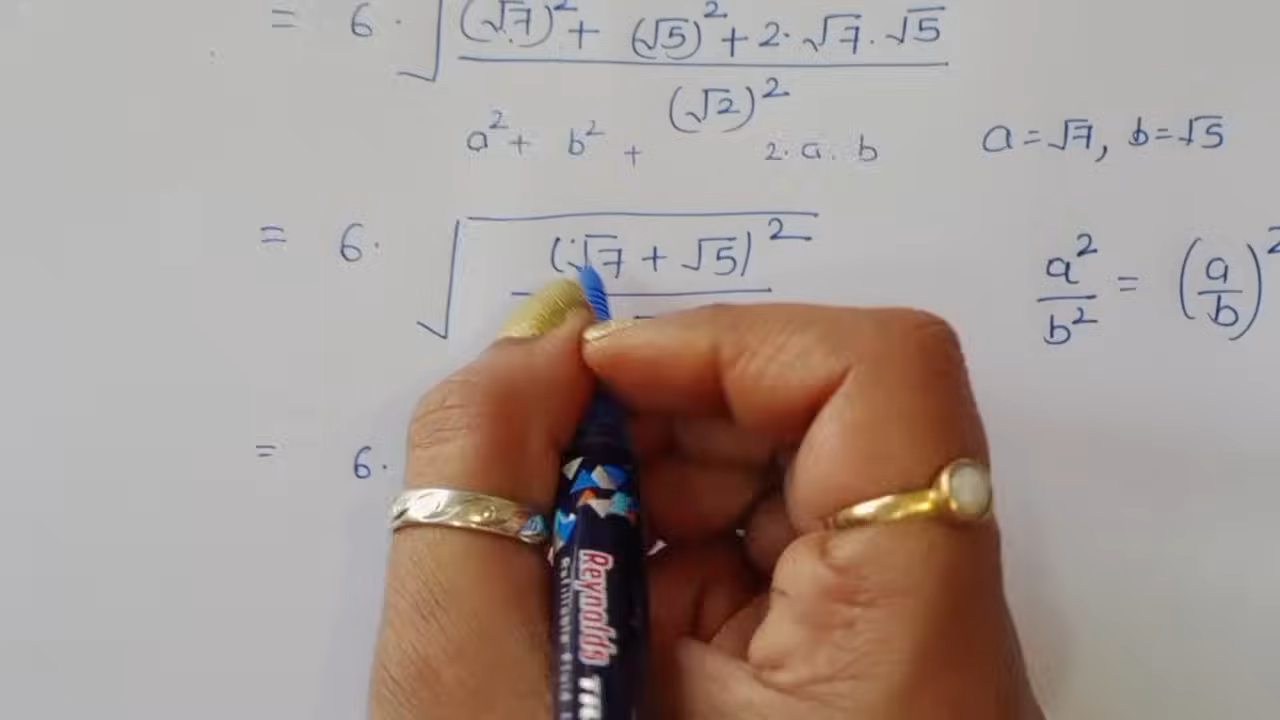 = 6 · √((√7)² + (√5)² + 2 · √7 · √5
(√2)²
a² + b² + 2 · a · b a = √7, b = √5
= 6 · √((√7 + √5)²
a²/b² = (a/b)²
= 6 ·
Reynolds